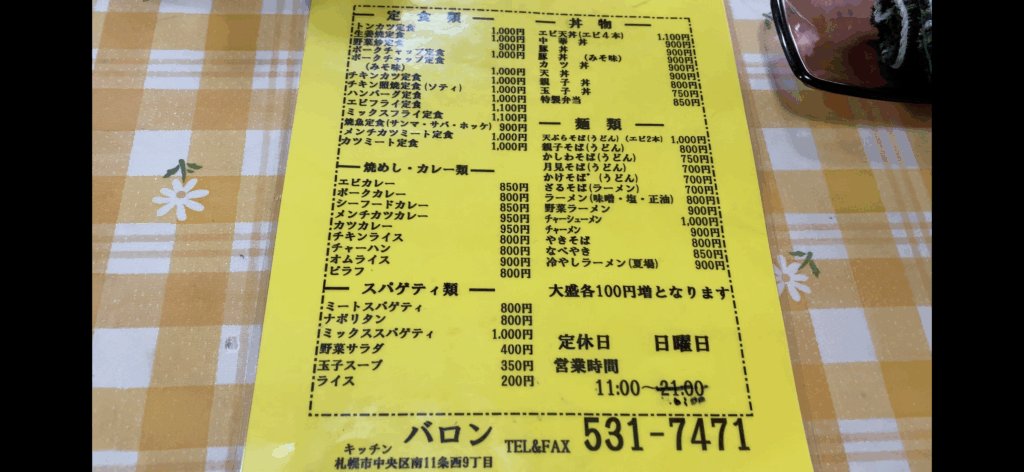 定食類
トンカツ定食 1,000円
生姜焼定食 1,000円
野菜炒定食 900円
ポークチャップ定食 1,000円
ポークチャップ定食
(みそ味)
チキンカツ定食 1,000円
チキン照焼定食(ソティ) 1,000円
ハンバーグ定食 1,000円
エビフライ定食 1,100円
ミックスフライ定食 1,100円
焼魚定食(サンマ・サバ・ホッケ) 900円
メンチカツミート定食 1,000円
カツミート定食 1,000円
焼めし・カレー類
エビカレー 850円
ポークカレー 800円
シーフードカレー 850円
メンチカツカレー 950円
カツカレー 950円
チキンライス 800円
チャーハン 800円
オムライス 900円
ピラフ 800円
スパゲティ類
ミートスパゲティ 800円
ナポリタン 800円
ミックススパゲティ 1,000円
野菜サラダ 400円
玉子スープ 350円
ライス 200円
丼物
エビ天丼(エビ4本) 1,100円
中華丼 900円
豚丼 900円
豚丼(みそ味) 900円
カツ丼 900円
天丼 900円
親子丼 800円
玉子丼 750円
特製弁当 850円
麺類
天ぷらそば(うどん)(エビ2本) 1,000円
親子そば(うどん) 800円
かしわそば(うどん) 750円
月見そば(うどん) 700円
かけそば(うどん) 700円
ざるそば(ラーメン) 700円
ラーメン(味噌・塩・正油) 800円
野菜ラーメン 900円
チャーシューメン 1,000円
チャーメン 900円
やきそば 800円
なべやき 850円
冷やしラーメン(夏場) 900円
大盛各100円増となります
定休日 日曜日
営業時間
11:00〜21:00
キッチン バロン TEL&FAX 531-7471
札幌市中央区南11条西9丁目